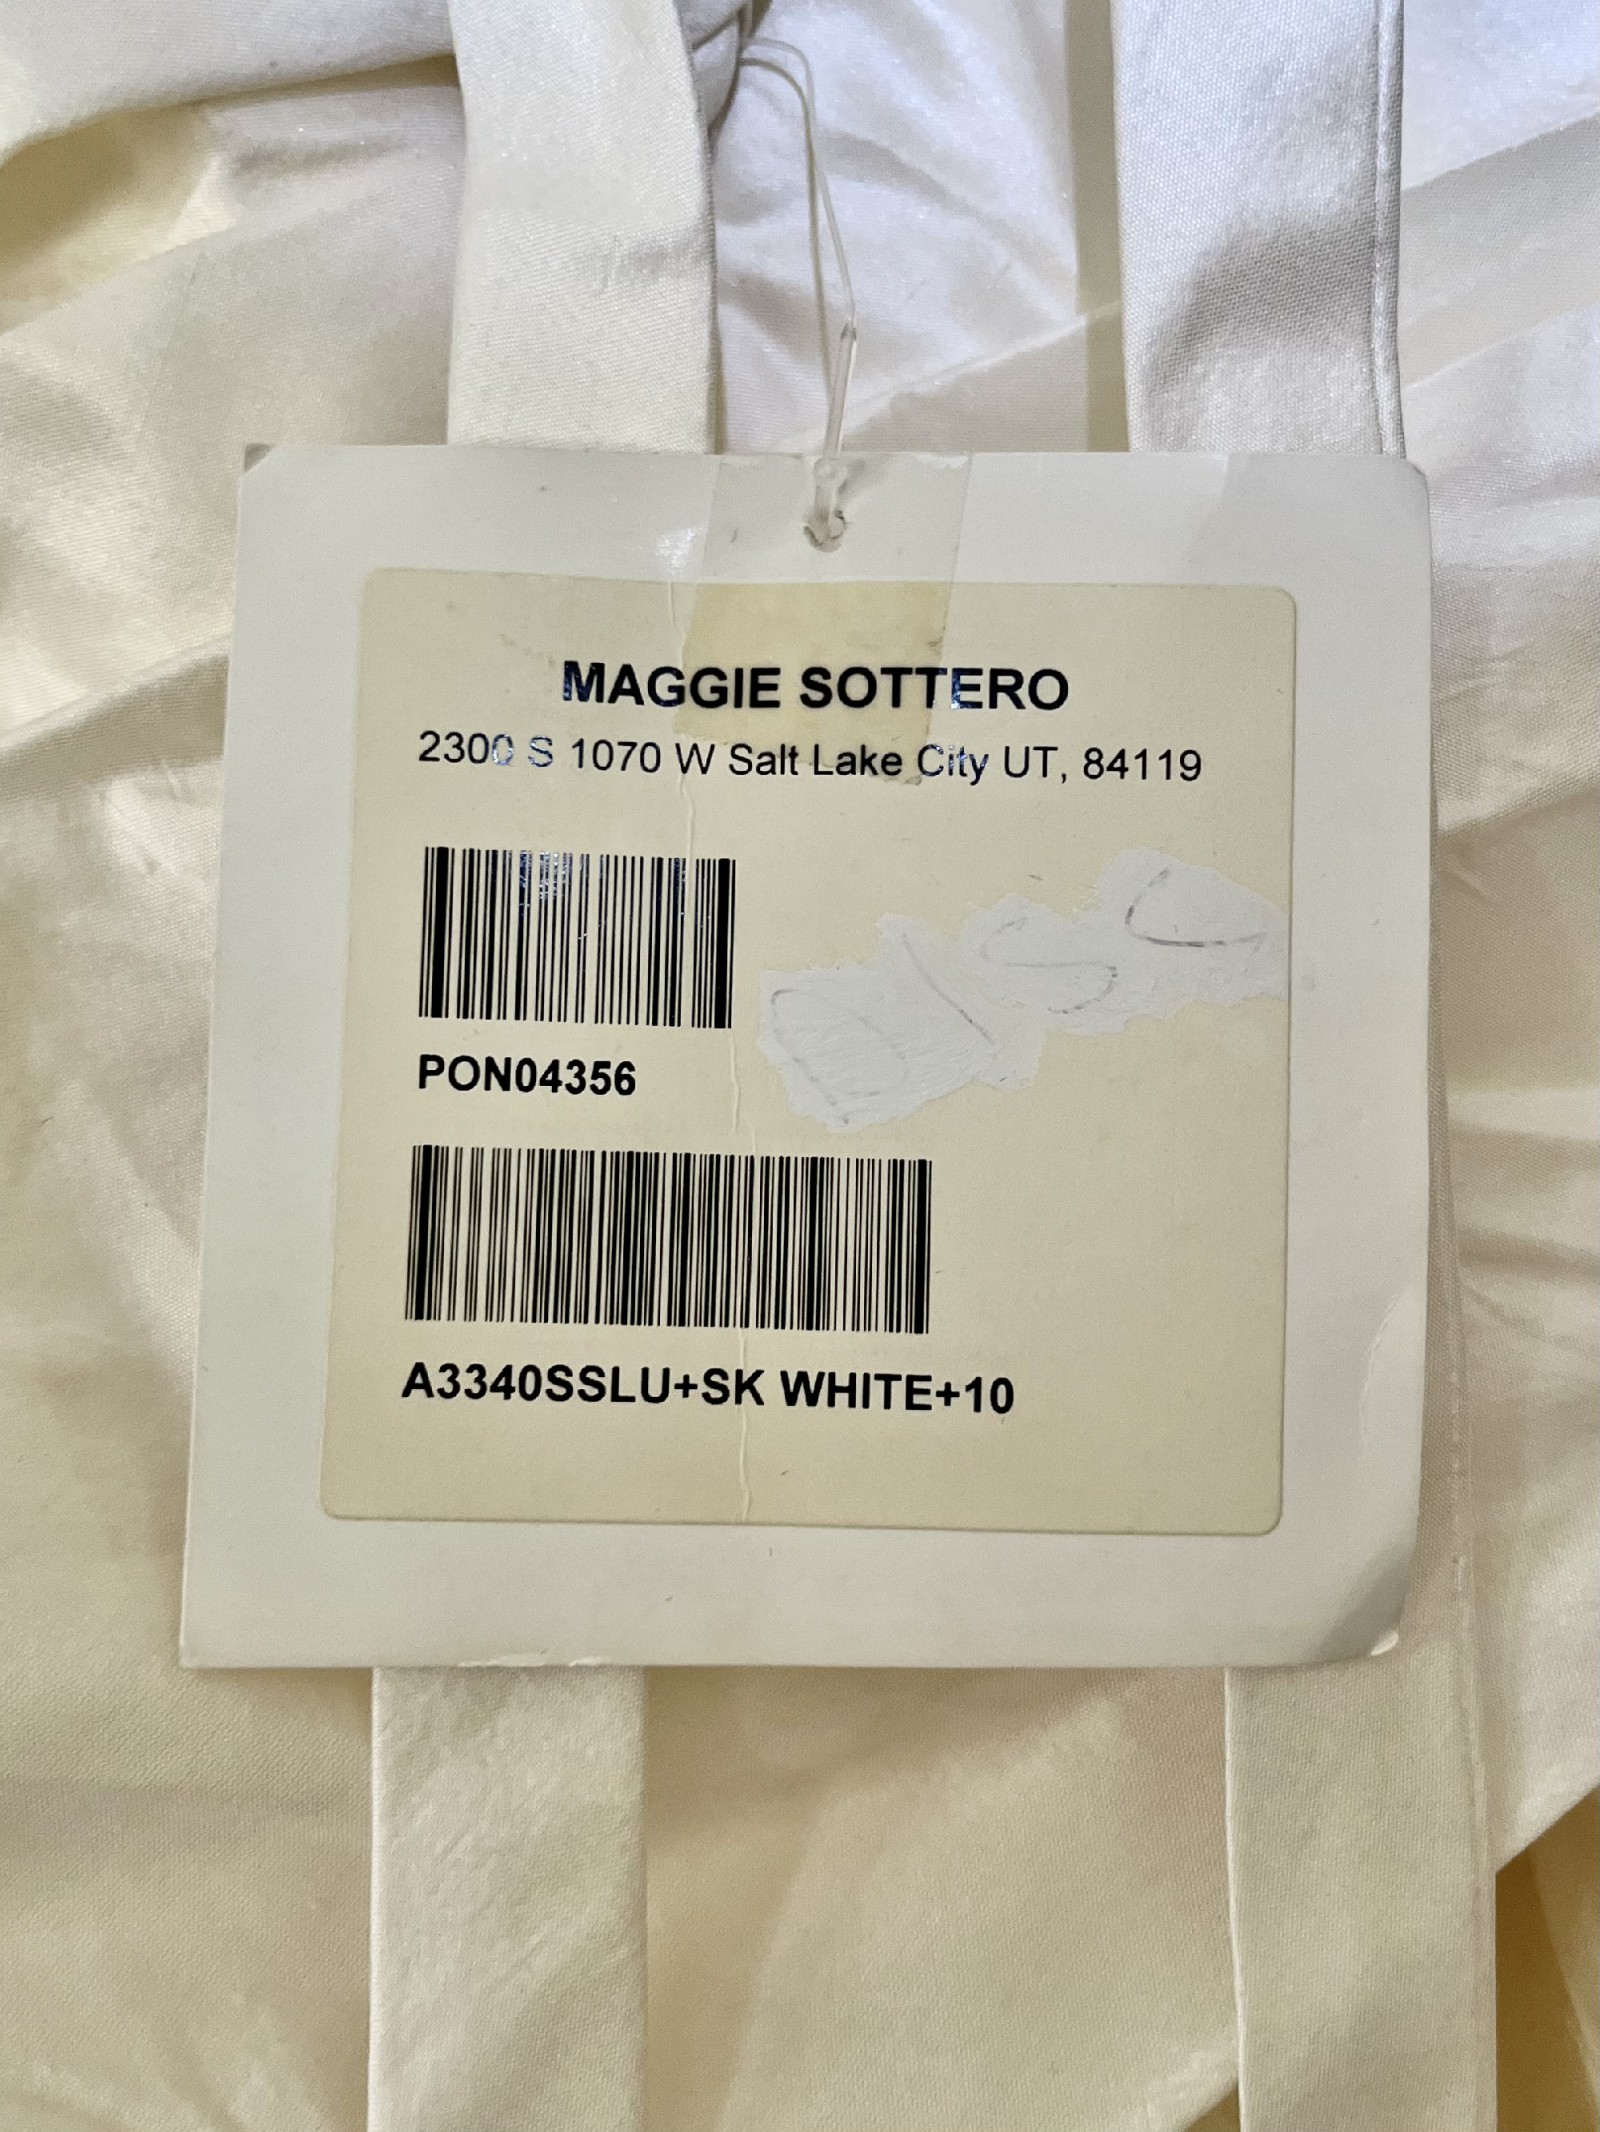 MAGGIE SOTTERO
2300 S 1070 W Salt Lake City UT, 84119
PON04356
A3340SSLU+SK WHITE+10